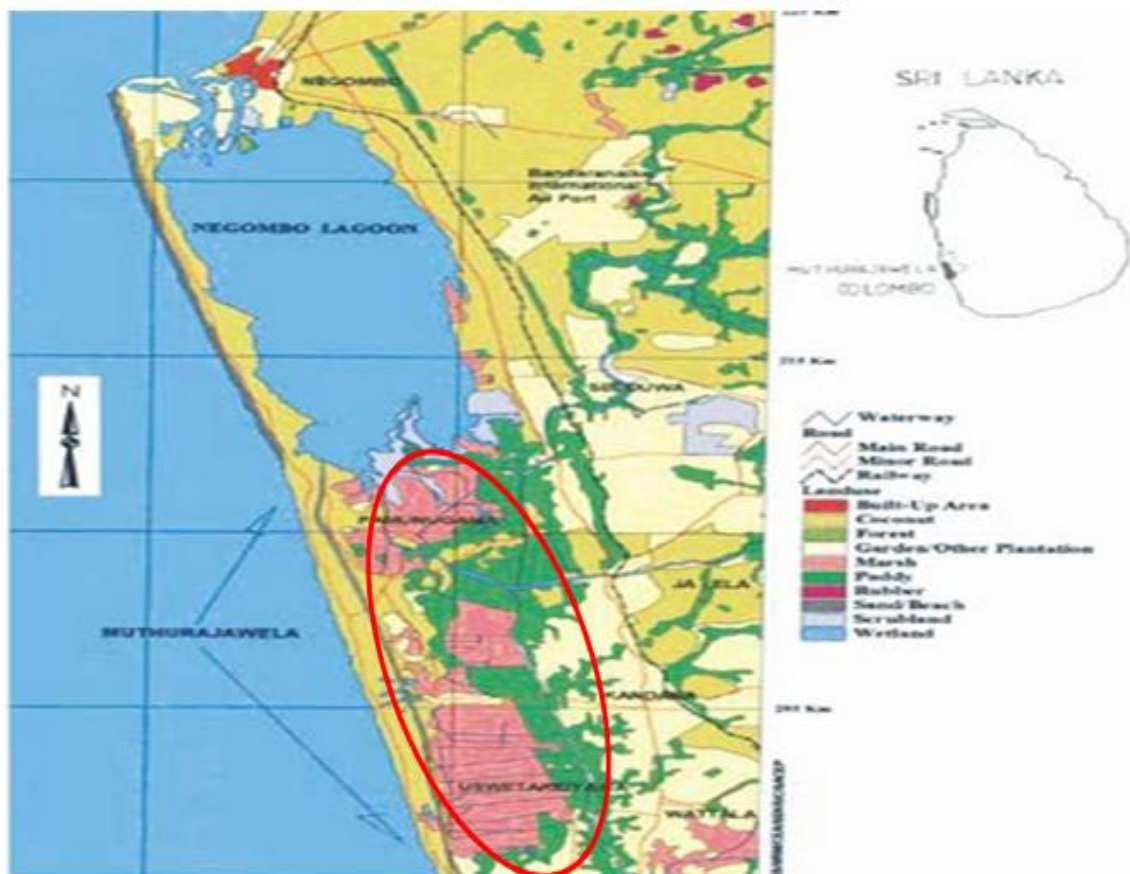 NEGOMBO
SRI LANKA
Bandaranaike
International
Air Port
NEGOMBO LAGOON
MUTHURAJAWELA
COLOMBO
N
Waterway
Road
Main Road
Minor Road
Railway
Landuse
Built-Up Area
Coconut
Forest
Garden/Other Plantation
Marsh
Paddy
Rubber
Sand/Beach
Scrubland
Wetland
JA ELA
MUTHURAJAWELA
KANDANA
WATTALA